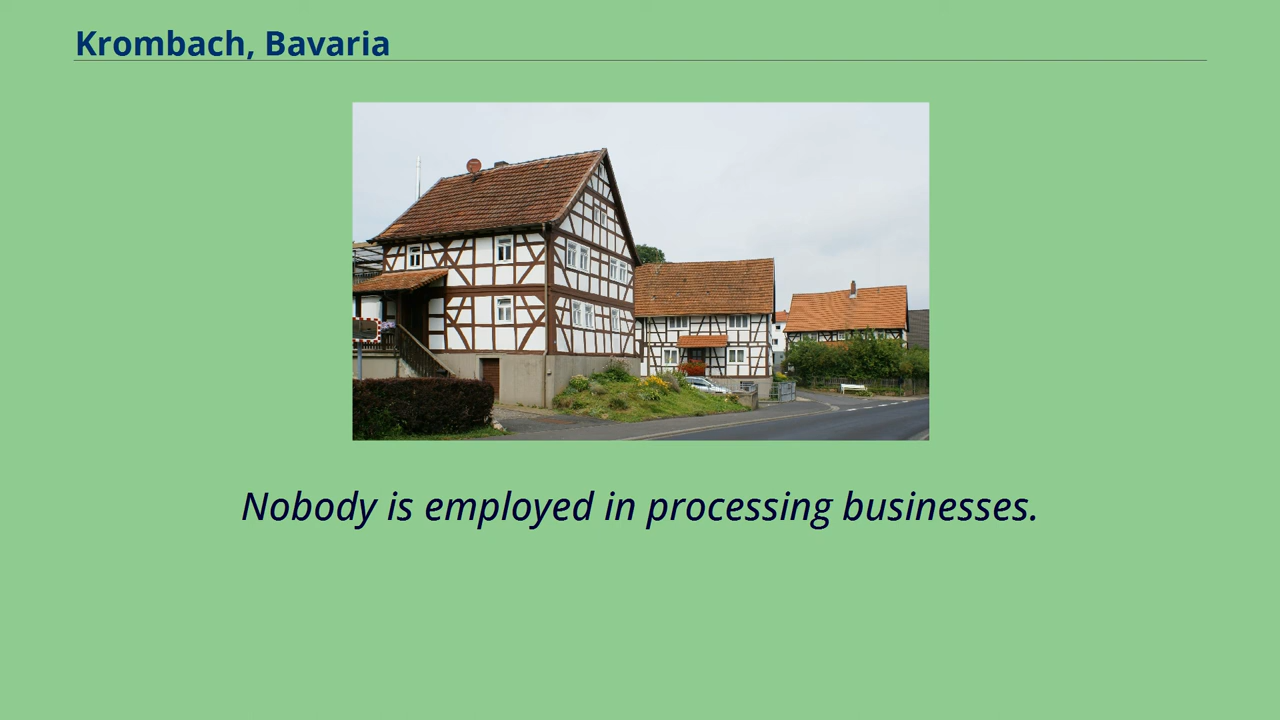 Krombach, Bavaria
Nobody is employed in processing businesses.